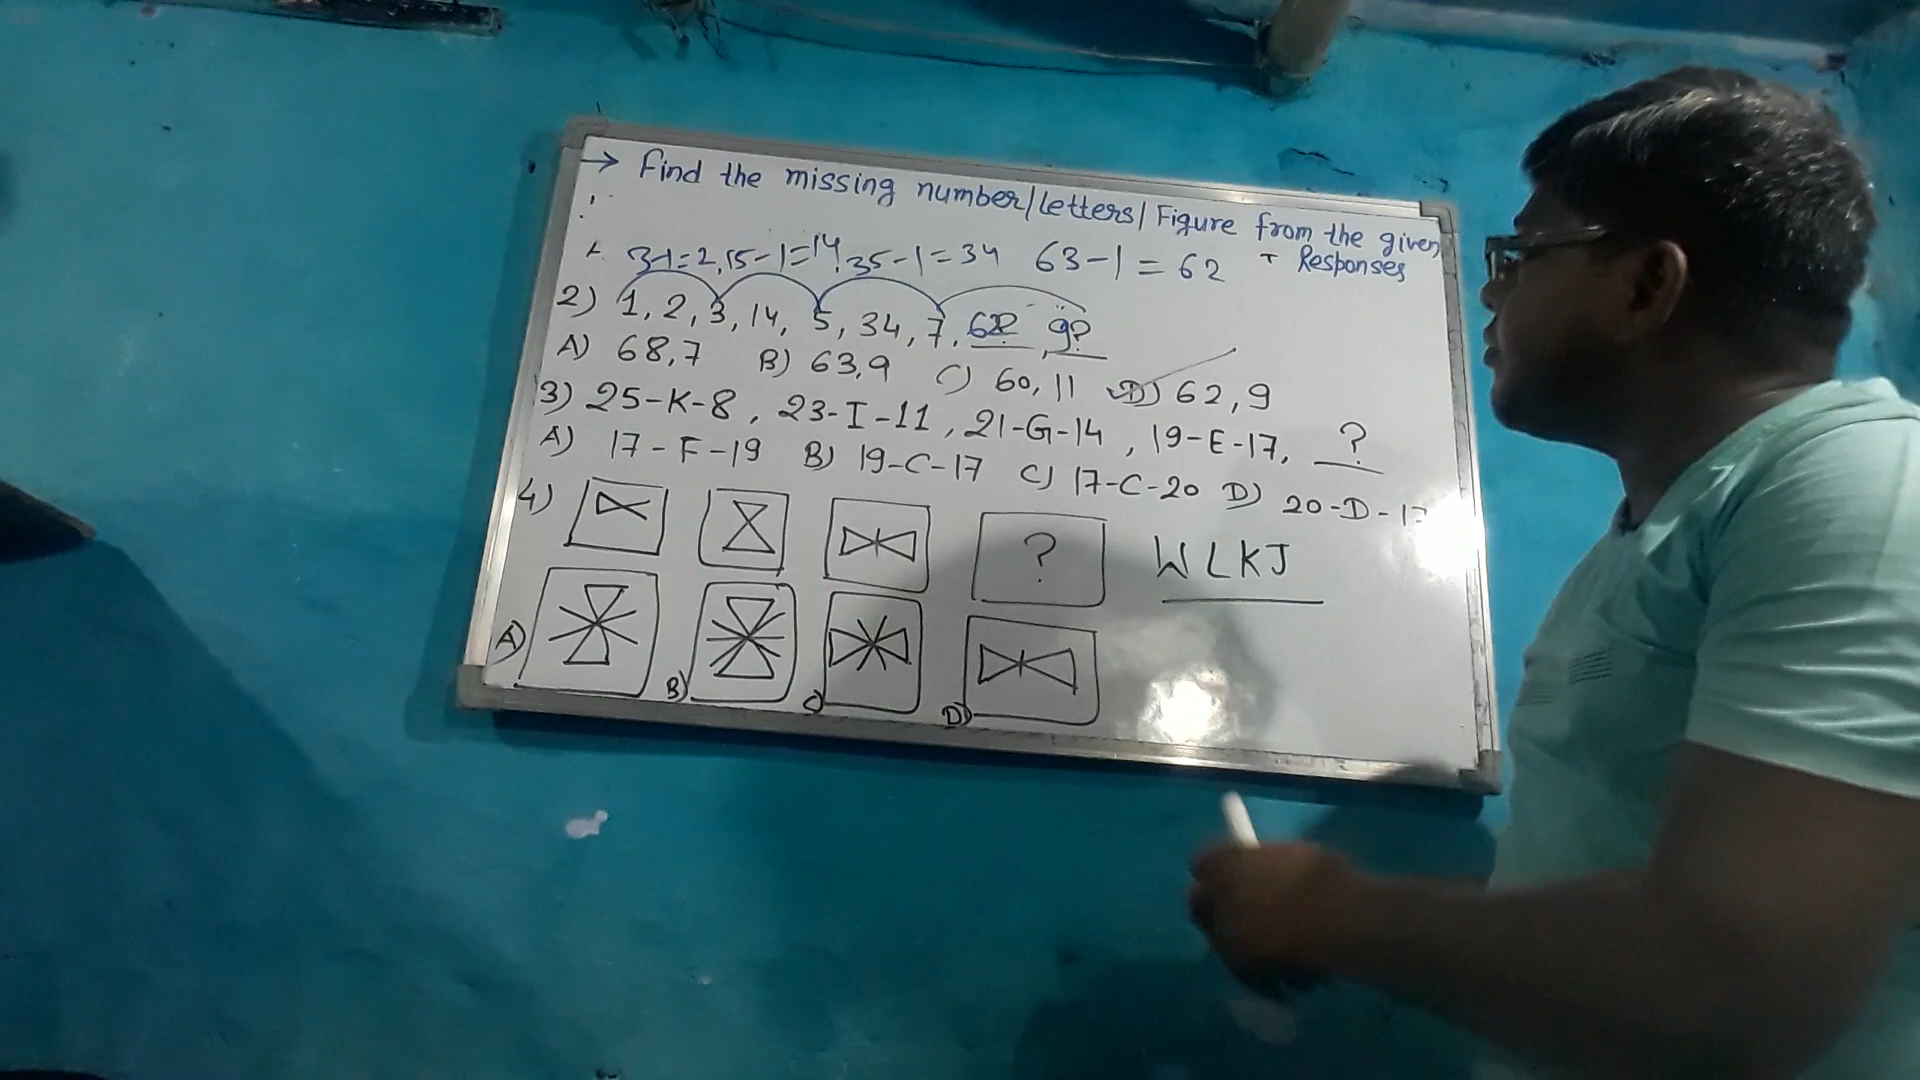 → Find the missing number/Letters/Figure from the given
Responses
3-1=2, 15-1=14, 35-1=34 63-1=62
2) 1, 2, 3, 14, 5, 34, 7, 62?, 9?
A) 68,7 B) 63,9 C) 60,11 D) 62,9
3) 25-K-8, 23-I-11, 21-G-14, 19-E-17, ?
A) 17-F-19 B) 19-C-17 C) 17-C-20 D) 20-D-17
4) ? WLKJ
A) B) C) D)